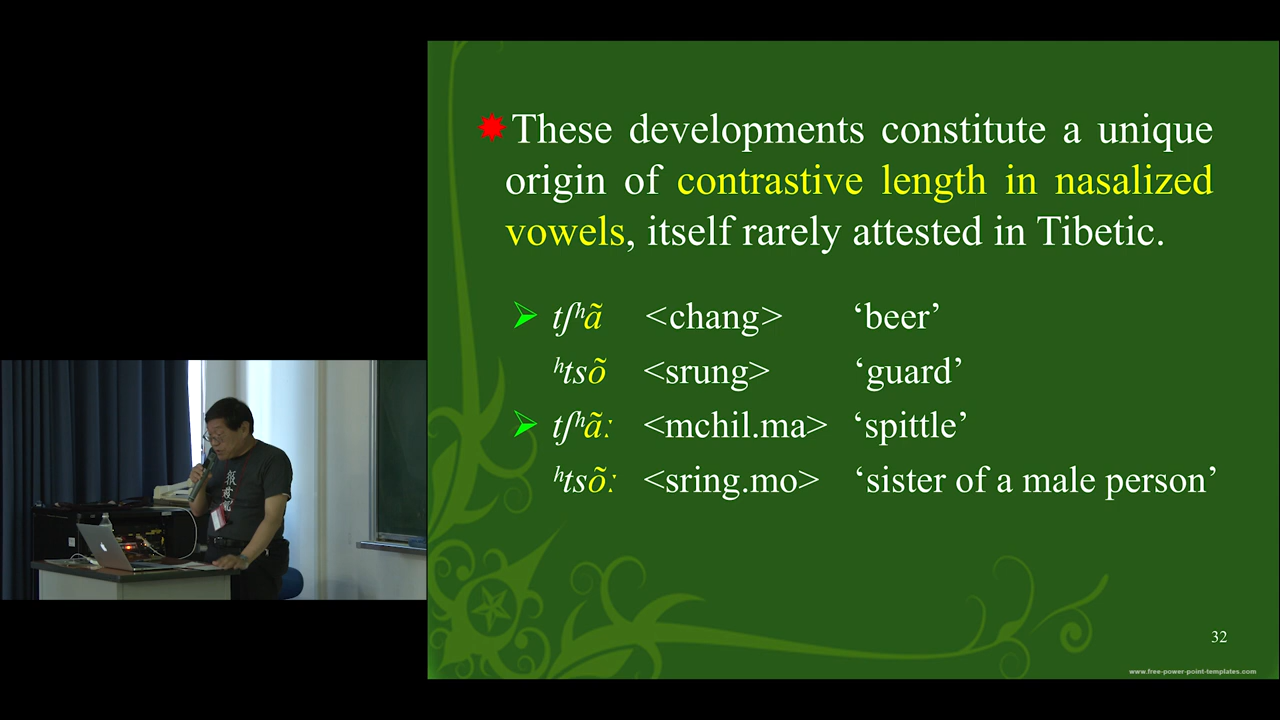 These developments constitute a unique
origin of contrastive length in nasalized
vowels, itself rarely attested in Tibetic.
tʃʰã <chang> ‘beer’
ʰtsõ <srung> ‘guard’
tʃʰãː <mchil.ma> ‘spittle’
ʰtsõː <sring.mo> ‘sister of a male person’
32
www.free-power-point-templates.com